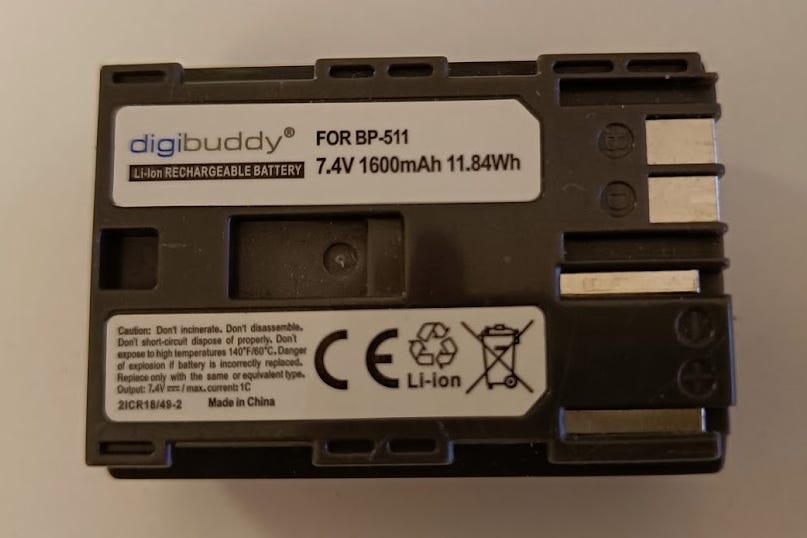 digibuddy®
Li-Ion RECHARGEABLE BATTERY
FOR BP-511
7.4V 1600mAh 11.84Wh
B
D
Caution: Don't incinerate. Don't disassemble.
Don't short-circuit dispose of properly. Don't
expose to high temperatures 140°F/60°C. Danger
of explosion if battery is incorrectly replaced.
Replace only with the same or equivalent type.
Output: 7.4V⎓/ max. current: 1C
2ICR18/49-2 Made in China
CE
Li-ion
−
+